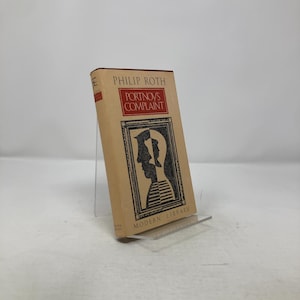 PHILIP ROTH
PORTNOY'S
COMPLAINT
MODERN LIBRARY